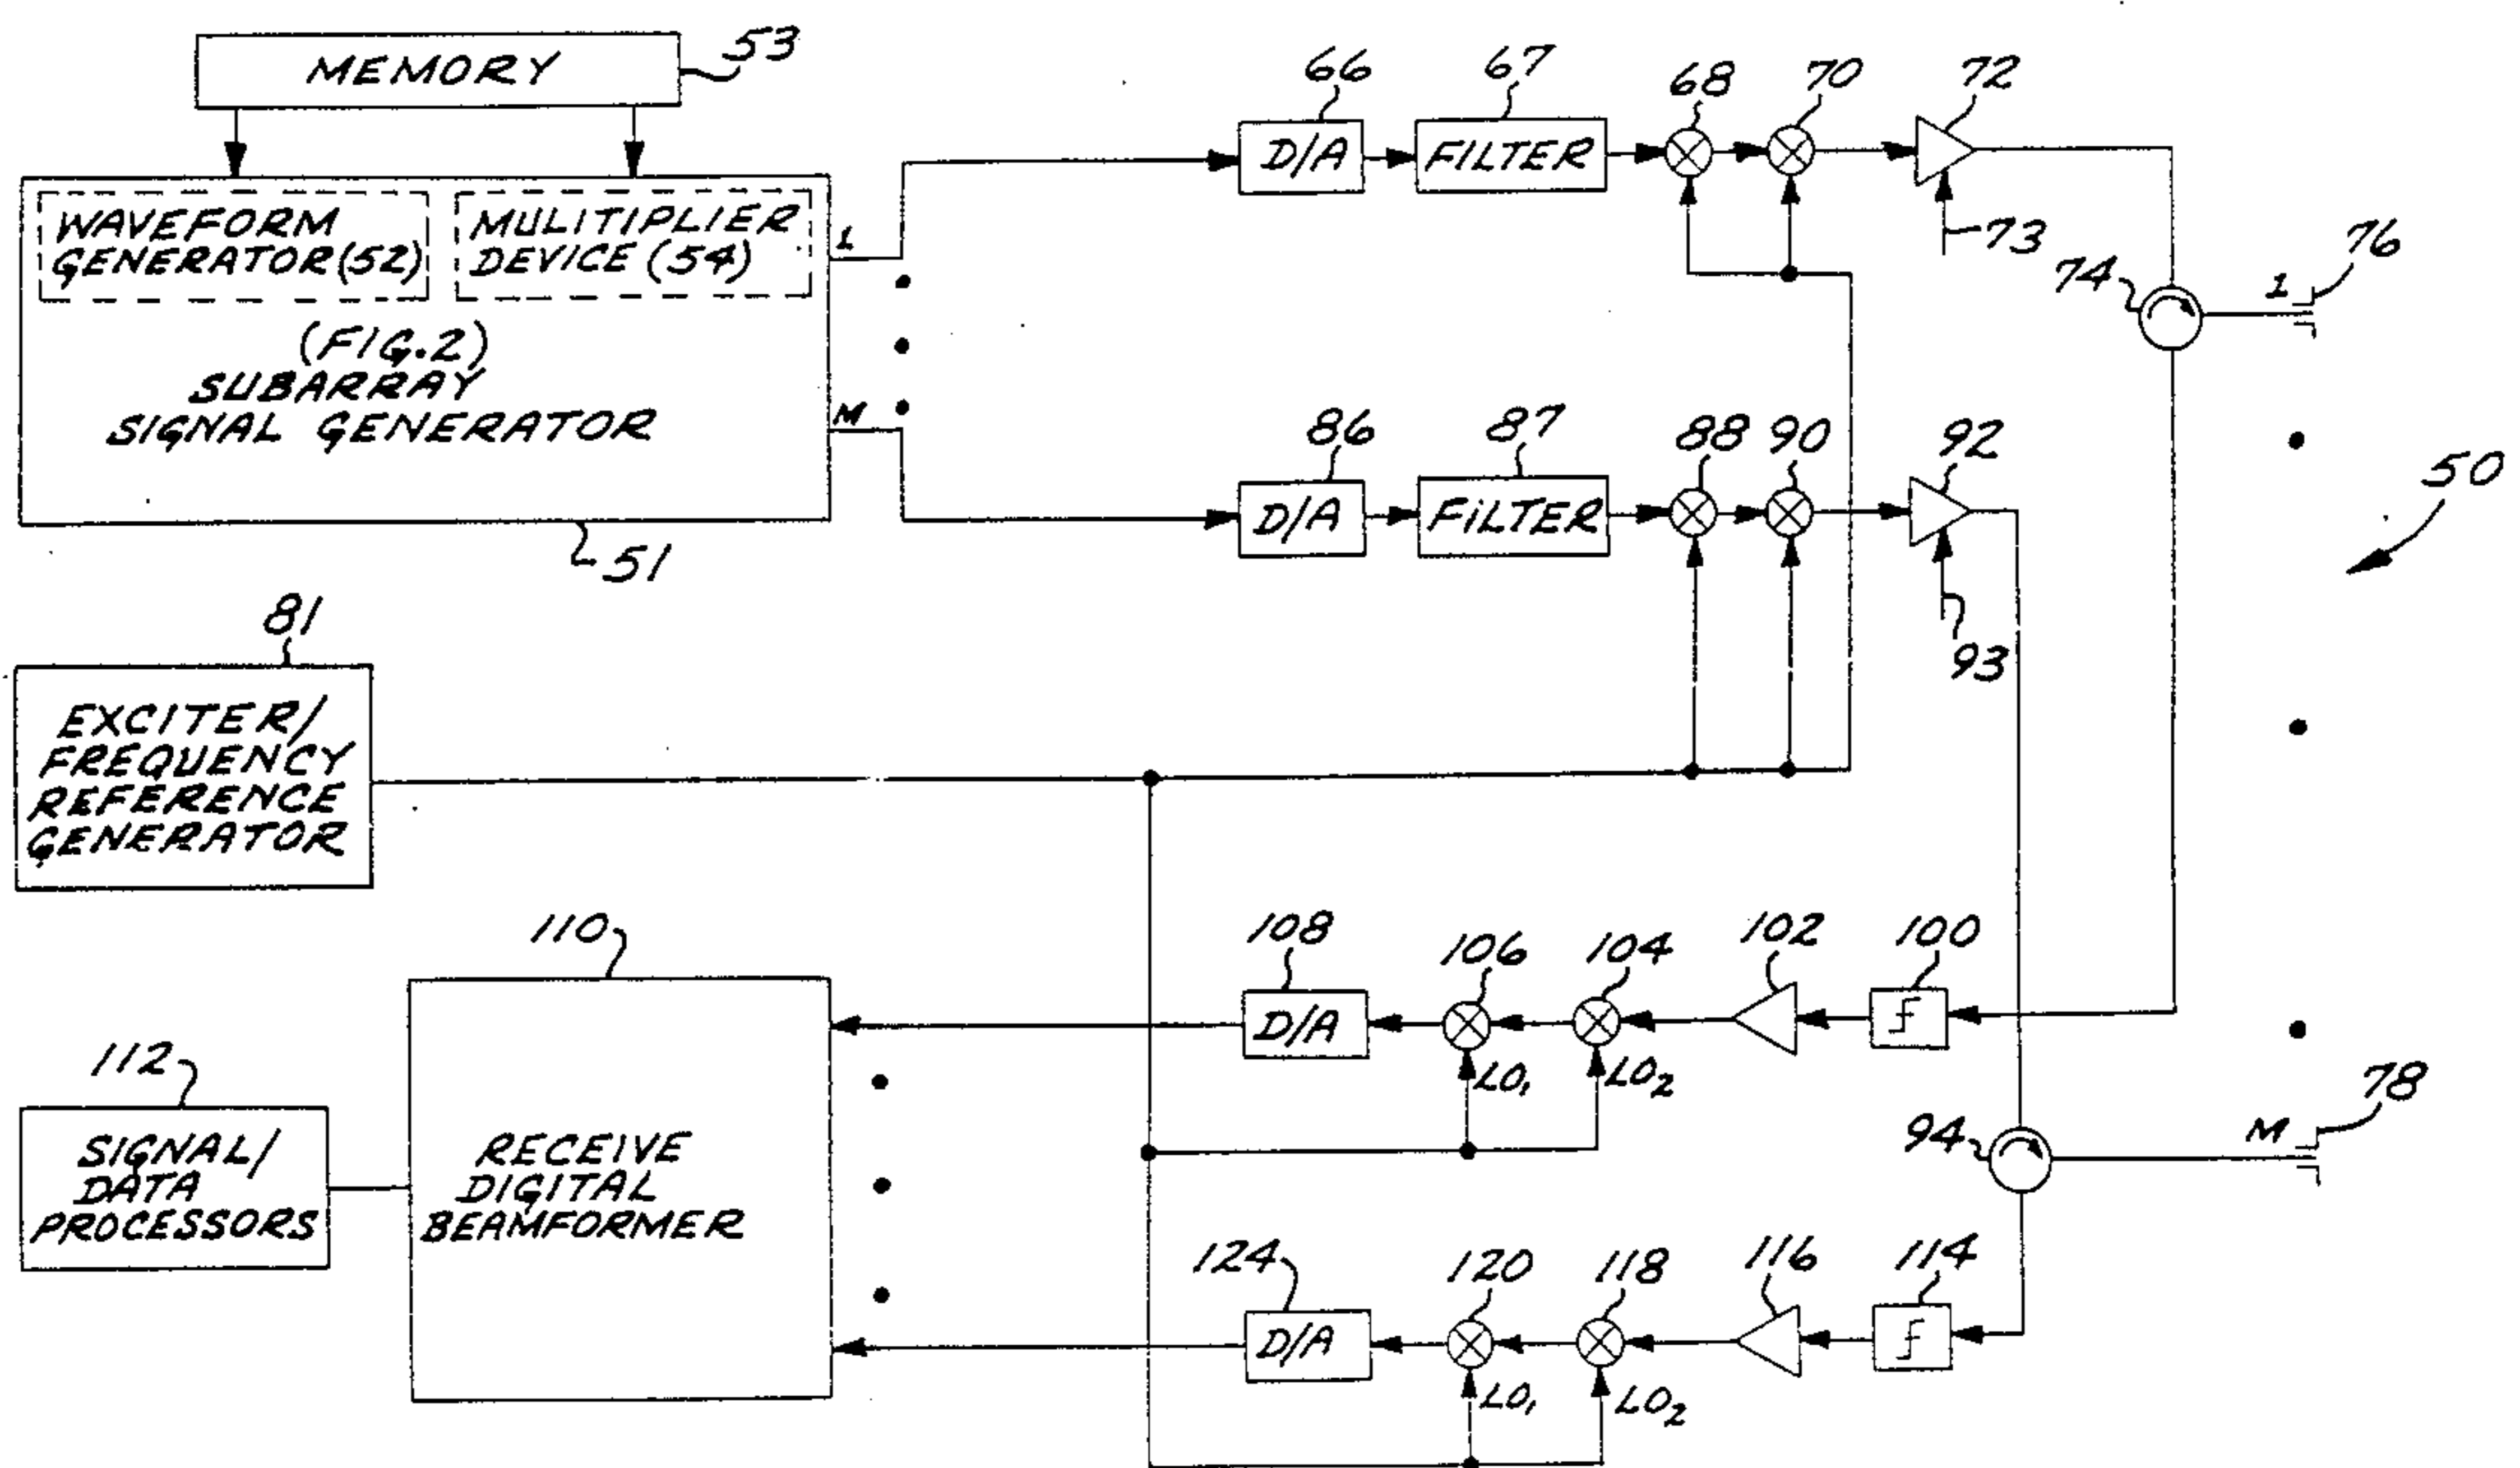 MEMORY
53
66
67
68
70
72
D/A
FILTER
73
WAVEFORM
GENERATOR(52)
MULITIPLIER
DEVICE (54)
1
74
1
76
(FIG.2)
SUBARRAY
SIGNAL GENERATOR
M
51
86
87
88
90
92
D/A
FILTER
93
50
81
EXCITER/
FREQUENCY
REFERENCE
GENERATOR
110
108
106
104
102
100
D/A
LO1
LO2
112
SIGNAL/
DATA
PROCESSORS
RECEIVE
DIGITAL
BEAMFORMER
94
M
78
124
120
118
116
114
D/A
LO1
LO2